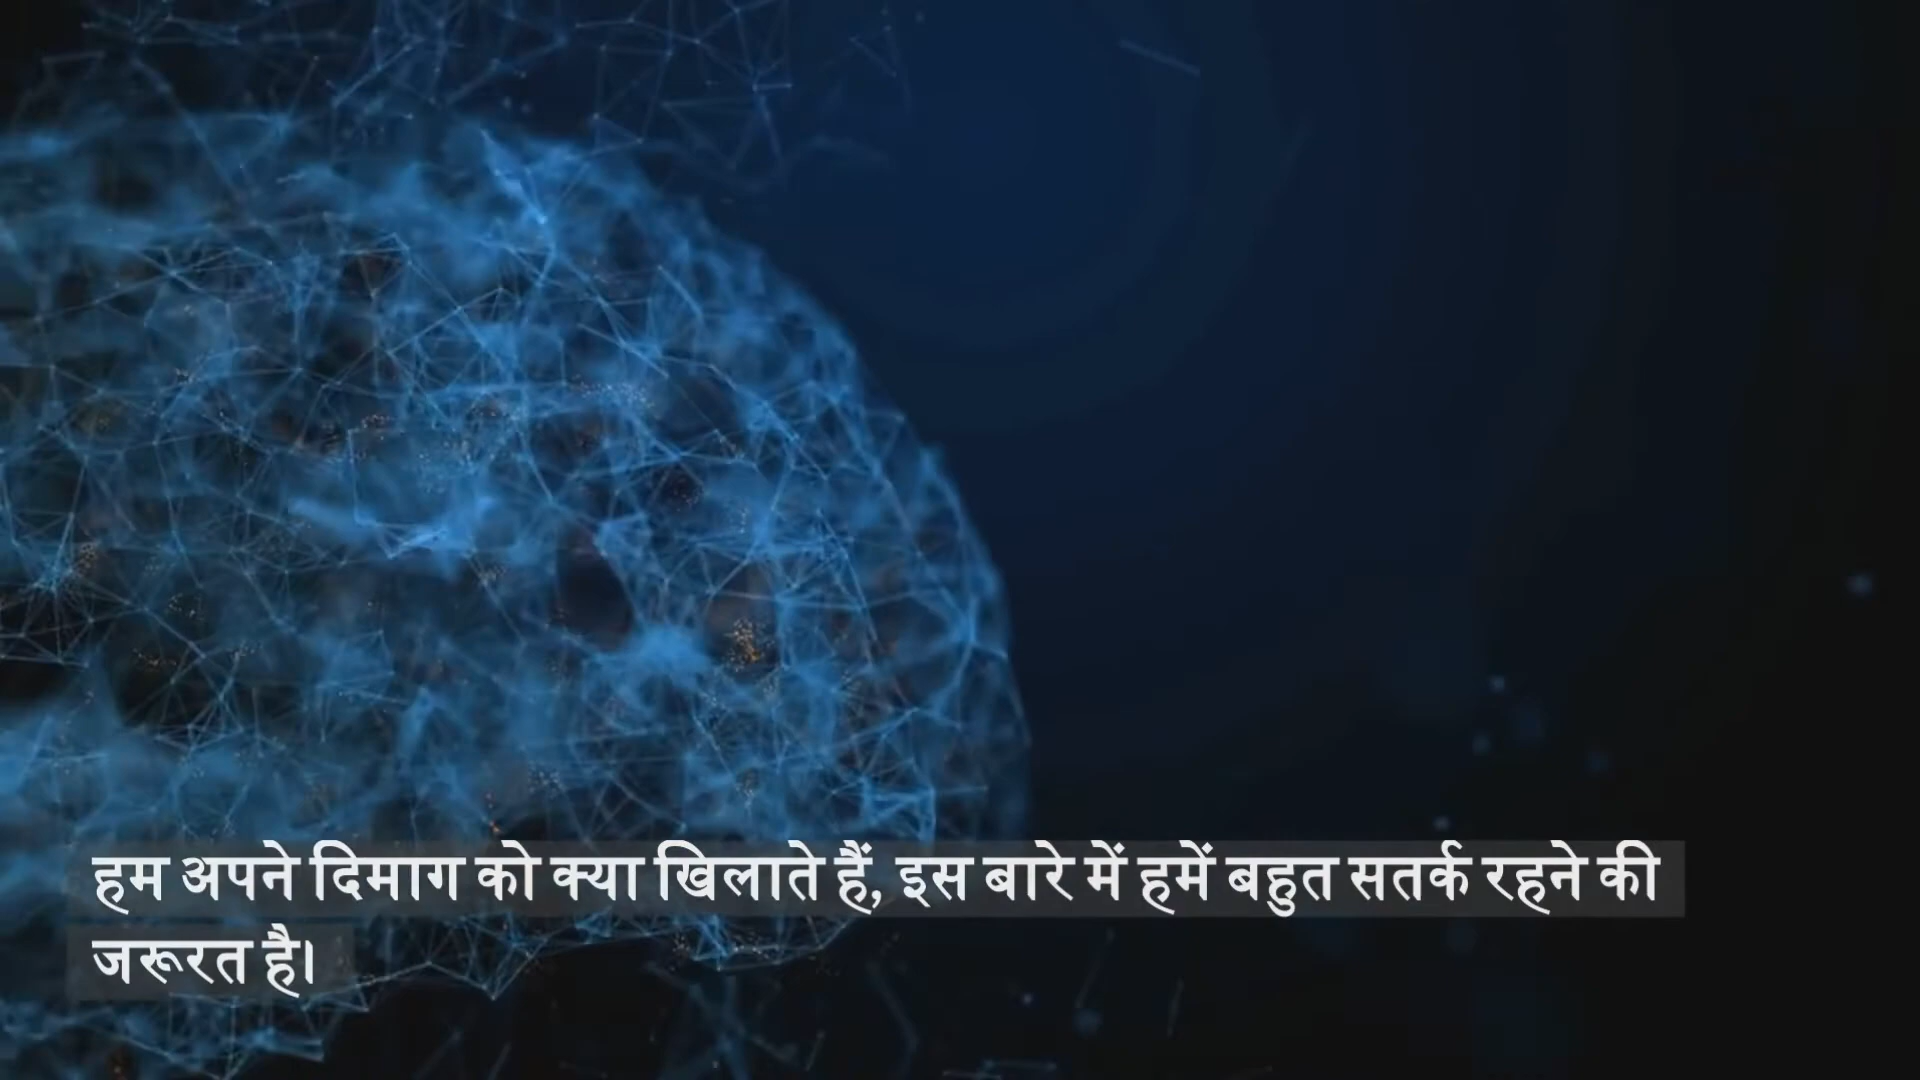 हम अपने दिमाग को क्या खिलाते हैं, इस बारे में हमें बहुत सतर्क रहने की
जरूरत है।